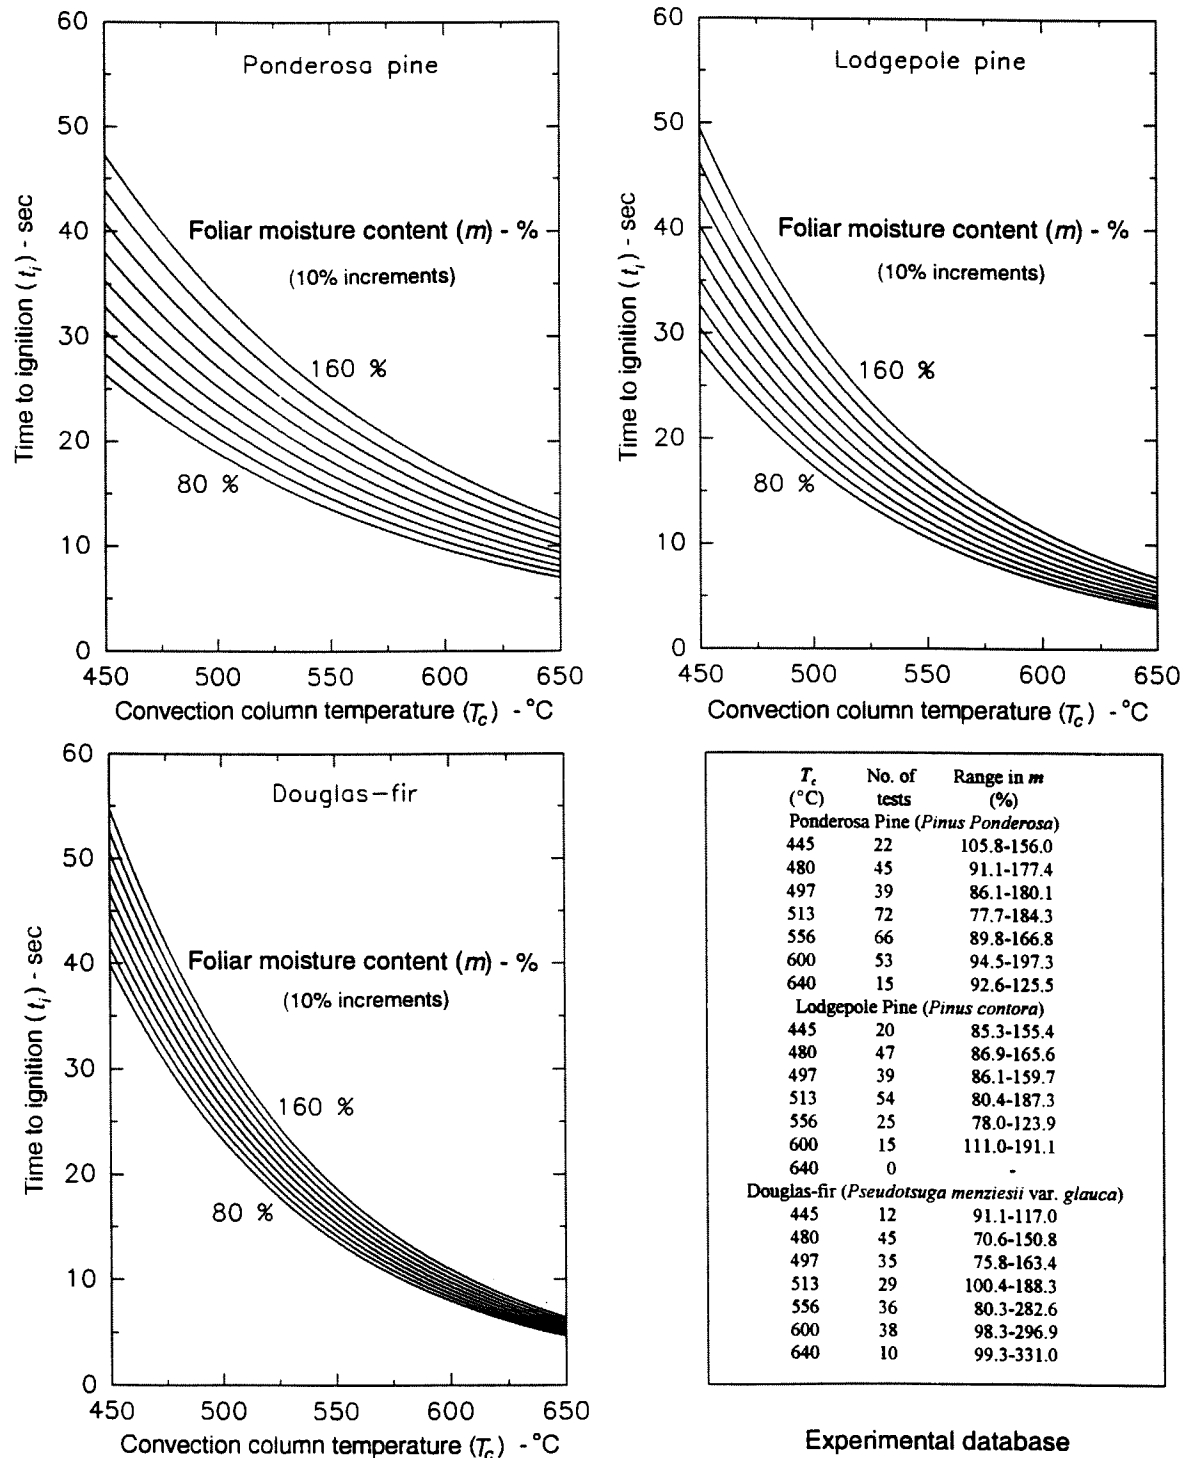 Ponderosa pine
60
50
40
30
20
10
0
Time to ignition (tᵢ) - sec
Foliar moisture content (m) - %
(10% increments)
160 %
80 %
450 500 550 600 650
Convection column temperature (T꜀) - °C
Lodgepole pine
60
50
40
30
20
10
0
Time to ignition (tᵢ) - sec
Foliar moisture content (m) - %
(10% increments)
160 %
80 %
450 500 550 600 650
Convection column temperature (T꜀) - °C
Douglas-fir
60
50
40
30
20
10
0
Time to ignition (tᵢ) - sec
Foliar moisture content (m) - %
(10% increments)
160 %
80 %
450 500 550 600 650
Convection column temperature (T꜀) - °C
T꜀ No. of Range in m
(°C) tests (%)
Ponderosa Pine (Pinus Ponderosa)
445 22 105.8-156.0
480 45 91.1-177.4
497 39 86.1-180.1
513 72 77.7-184.3
556 66 89.8-166.8
600 53 94.5-197.3
640 15 92.6-125.5
Lodgepole Pine (Pinus contora)
445 20 85.3-155.4
480 47 86.9-165.6
497 39 86.1-159.7
513 54 80.4-187.3
556 25 78.0-123.9
600 15 111.0-191.1
640 0 -
Douglas-fir (Pseudotsuga menziesii var. glauca)
445 12 91.1-117.0
480 45 70.6-150.8
497 35 75.8-163.4
513 29 100.4-188.3
556 36 80.3-282.6
600 38 98.3-296.9
640 10 99.3-331.0
Experimental database